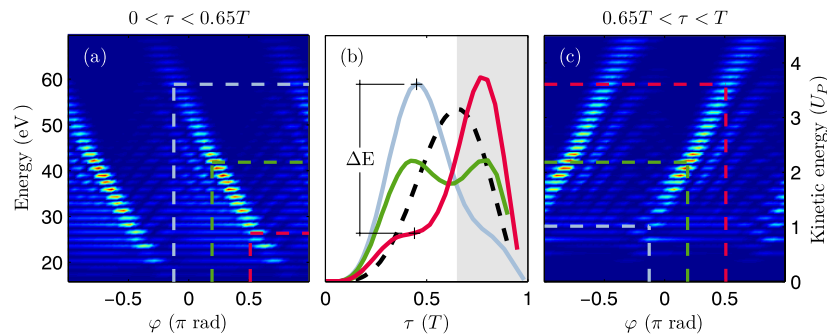 0 < τ < 0.65T
0.65T < τ < T
(a)
(b)
(c)
Energy (eV)
60
50
40
30
20
−0.5
0
0.5
φ (π rad)
ΔE
0
0.5
1
τ (T)
−0.5
0
0.5
φ (π rad)
4
3
2
1
0
Kinetic energy (U_P)